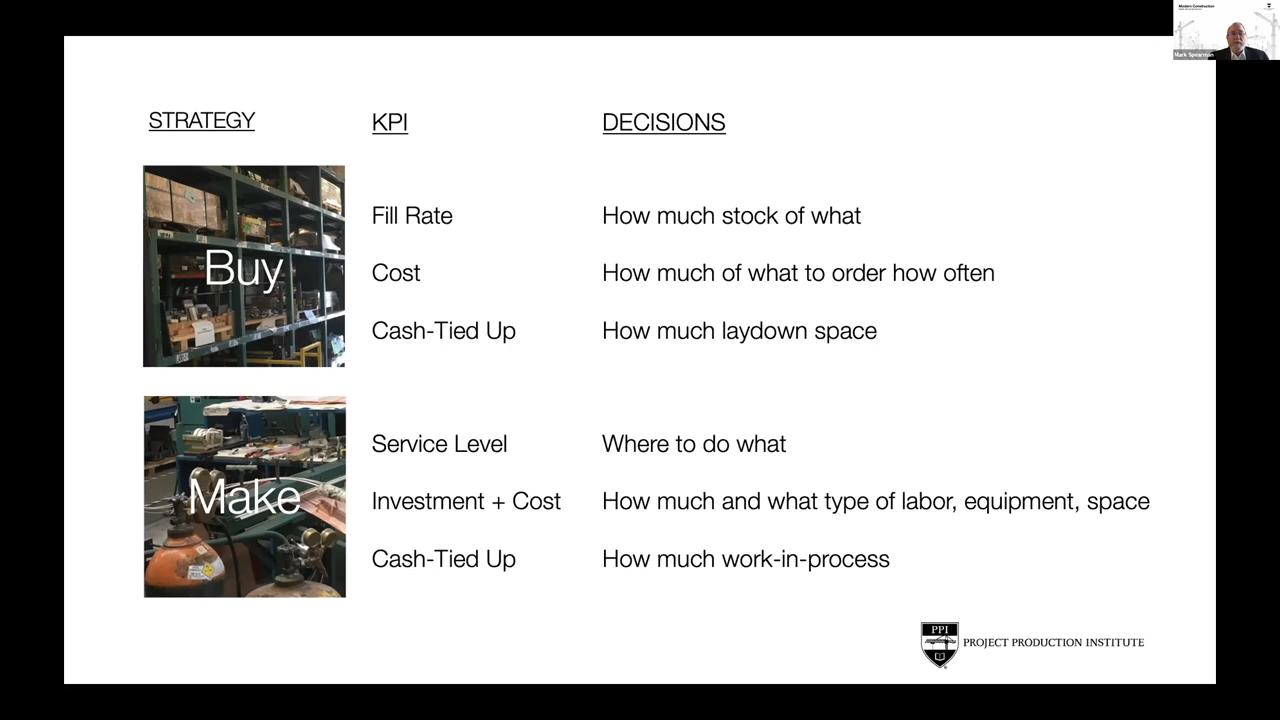 Modern Construction
Mark Spearman
STRATEGY KPI DECISIONS
Buy
Fill Rate How much stock of what
Cost How much of what to order how often
Cash-Tied Up How much laydown space
Make
Service Level Where to do what
Investment + Cost How much and what type of labor, equipment, space
Cash-Tied Up How much work-in-process
PPI
PROJECT PRODUCTION INSTITUTE